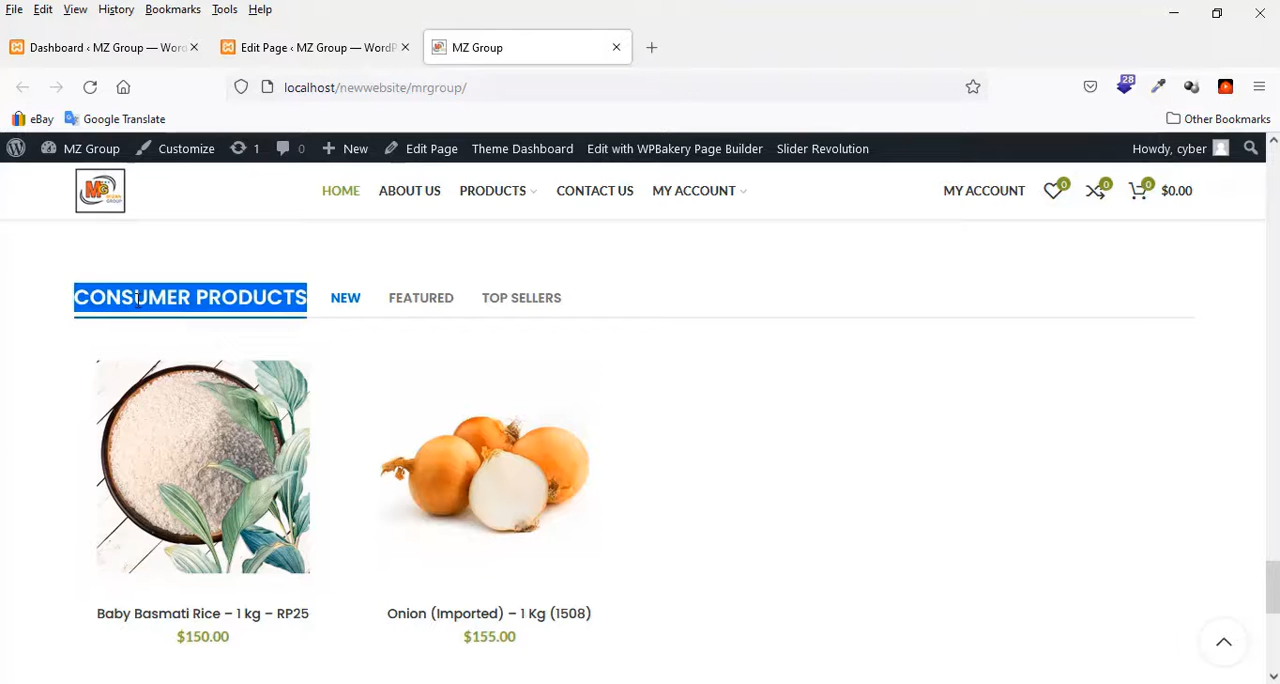 File Edit View History Bookmarks Tools Help
Dashboard ‹ MZ Group — Wor
Edit Page ‹ MZ Group — WordP
MZ Group
localhost/newwebsite/mrgroup/
28
eBay
Google Translate
Other Bookmarks
MZ Group Customize 1 0 New Edit Page Theme Dashboard Edit with WPBakery Page Builder Slider Revolution Howdy, cyber
MG GROUP HOME ABOUT US PRODUCTS CONTACT US MY ACCOUNT MY ACCOUNT 0 0 0 $0.00
CONSUMER PRODUCTS NEW FEATURED TOP SELLERS
Baby Basmati Rice – 1 kg – RP25
$150.00
Onion (Imported) – 1 Kg (1508)
$155.00